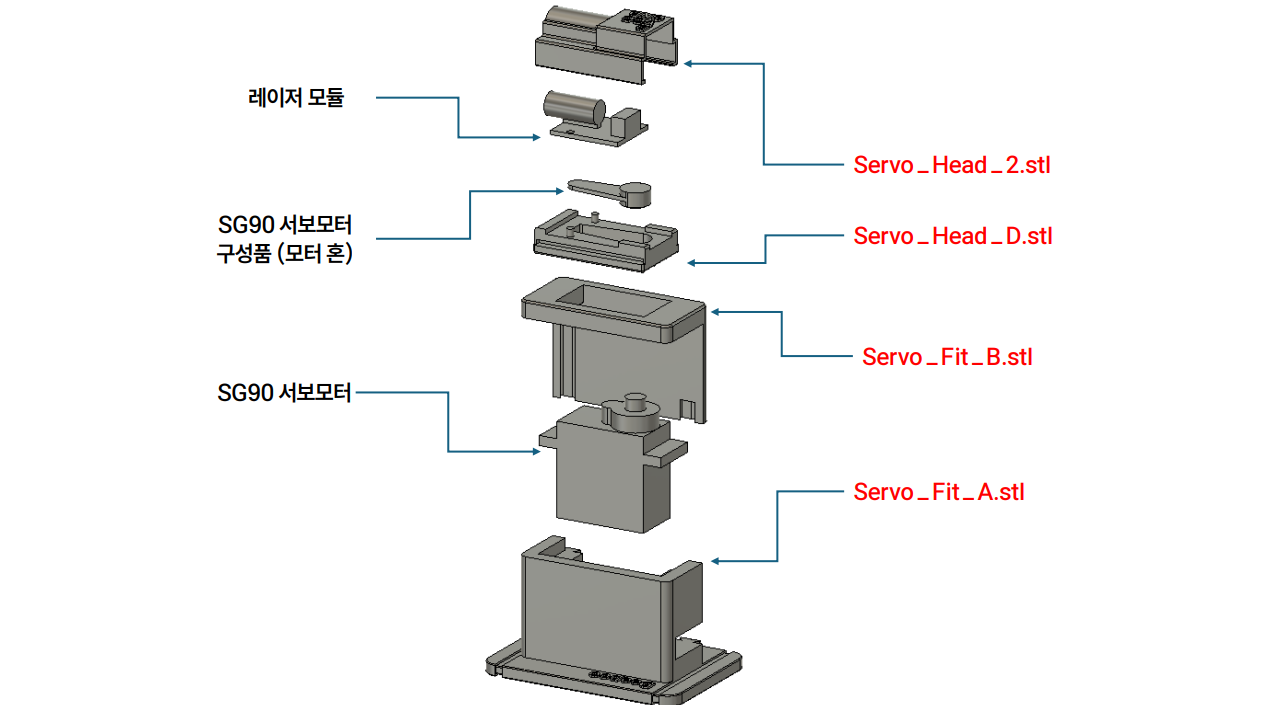 레이저 모듈
Servo_Head_2.stl
SG90 서보모터
구성품 (모터 혼)
Servo_Head_D.stl
Servo_Fit_B.stl
SG90 서보모터
Servo_Fit_A.stl